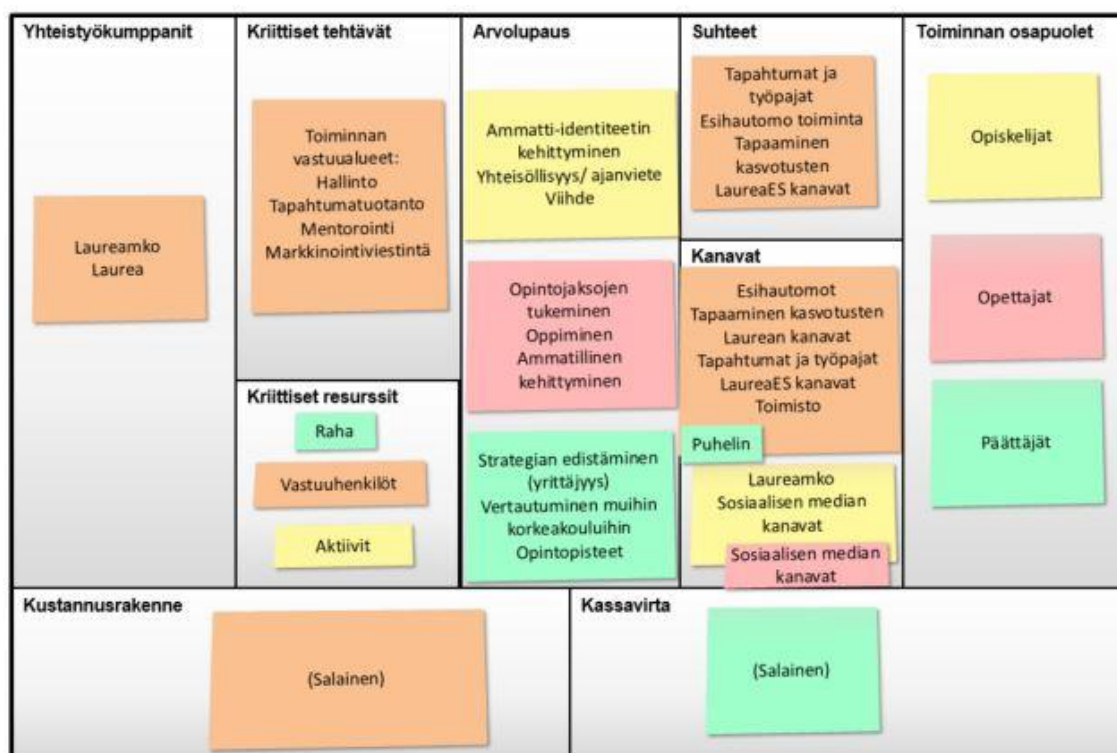 Yhteistyökumppanit
Laureamko
Laurea
Kriittiset tehtävät
Toiminnan
vastuualueet:
Hallinto
Tapahtumatuotanto
Mentorointi
Markkinointiviestintä
Kriittiset resurssit
Raha
Vastuuhenkilöt
Aktiivit
Arvolupaus
Ammatti-identiteetin
kehittyminen
Yhteisöllisyys/ ajanviete
Viihde
Opintojaksojen
tukeminen
Oppiminen
Ammatillinen
kehittyminen
Strategian edistäminen
(yrittäjyys)
Vertautuminen muihin
korkeakouluihin
Opintopisteet
Suhteet
Tapahtumat ja
työpajat
Esihautomo toiminta
Tapaaminen
kasvotusten
LaureaES kanavat
Kanavat
Esihautomot
Tapaaminen kasvotusten
Laurean kanavat
Tapahtumat ja työpajat
LaureaES kanavat
Toimisto
Puhelin
Laureamko
Sosiaalisen median
kanavat
Sosiaalisen median
kanavat
Toiminnan osapuolet
Opiskelijat
Opettajat
Päättäjät
Kustannusrakenne
(Salainen)
Kassavirta
(Salainen)